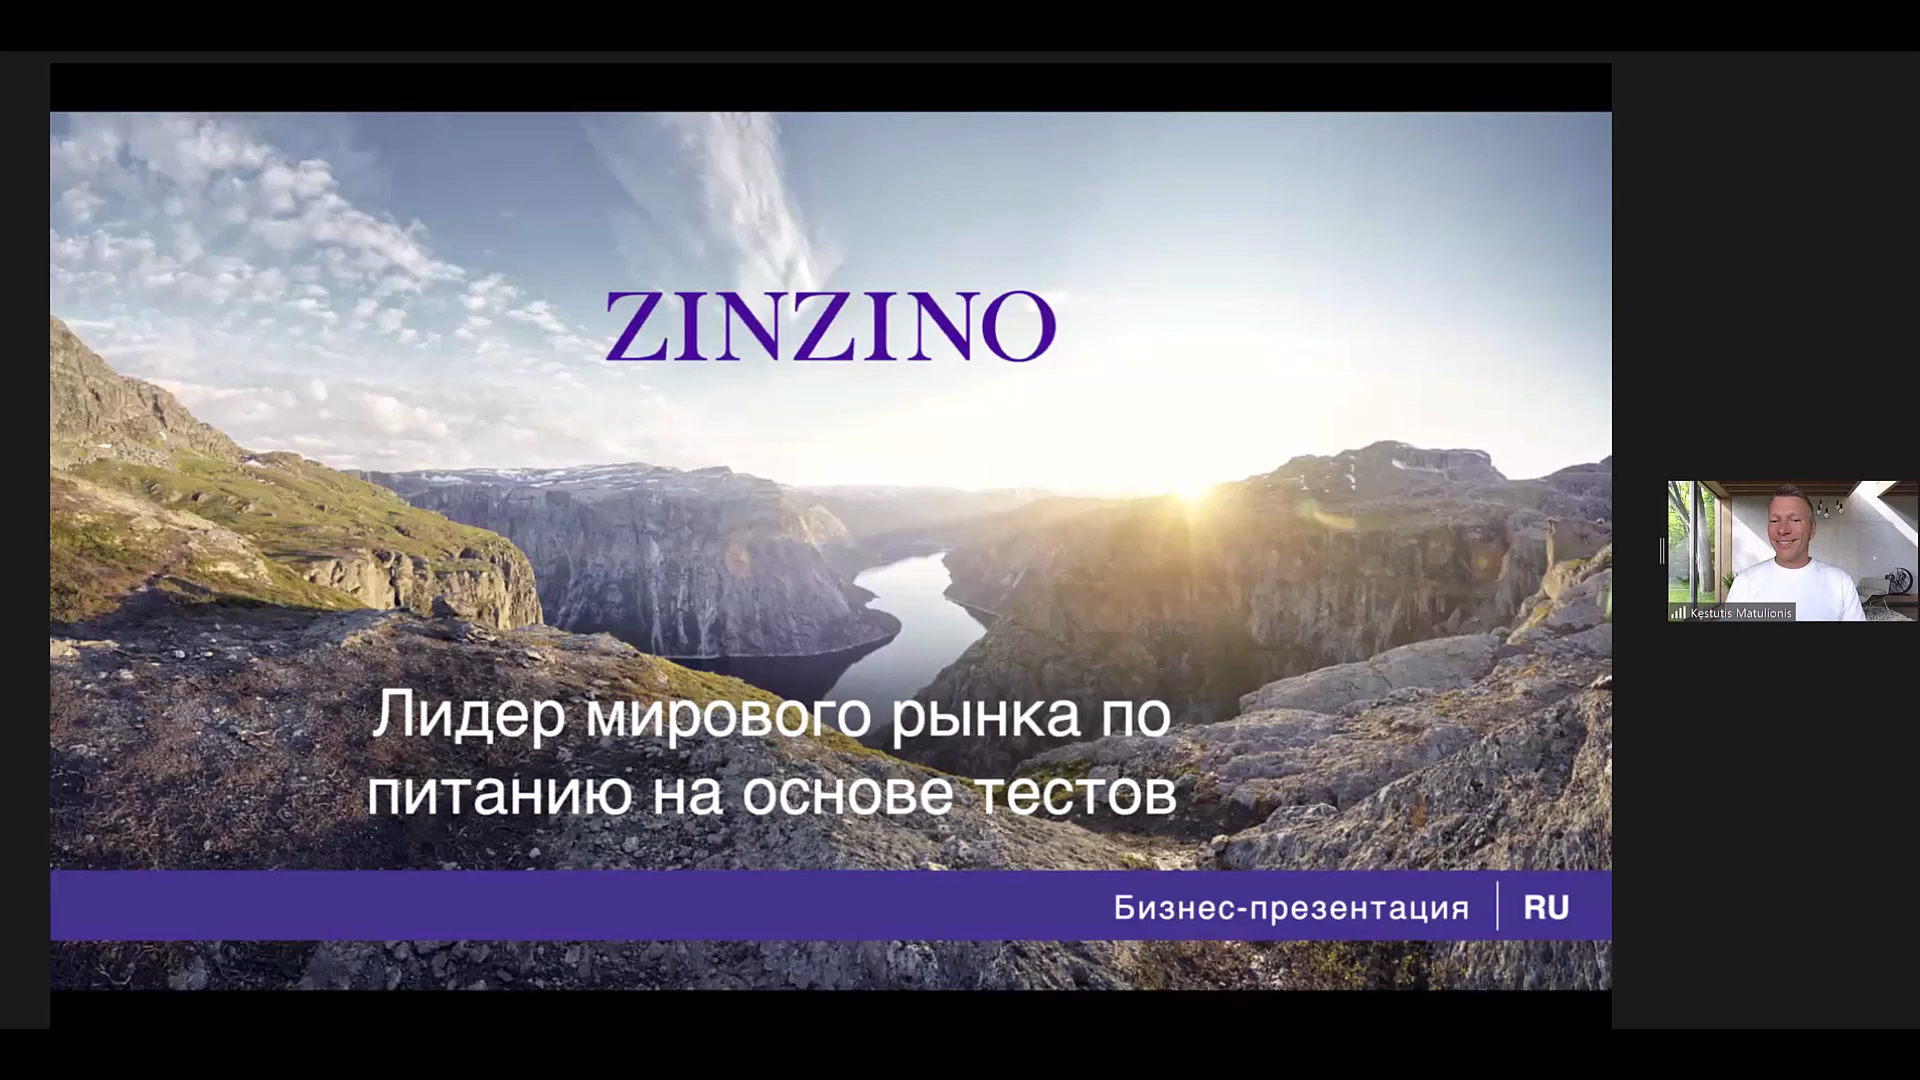 ZINZINO
Лидер мирового рынка по
питанию на основе тестов
Бизнес-презентация | RU
Kęstutis Matulionis